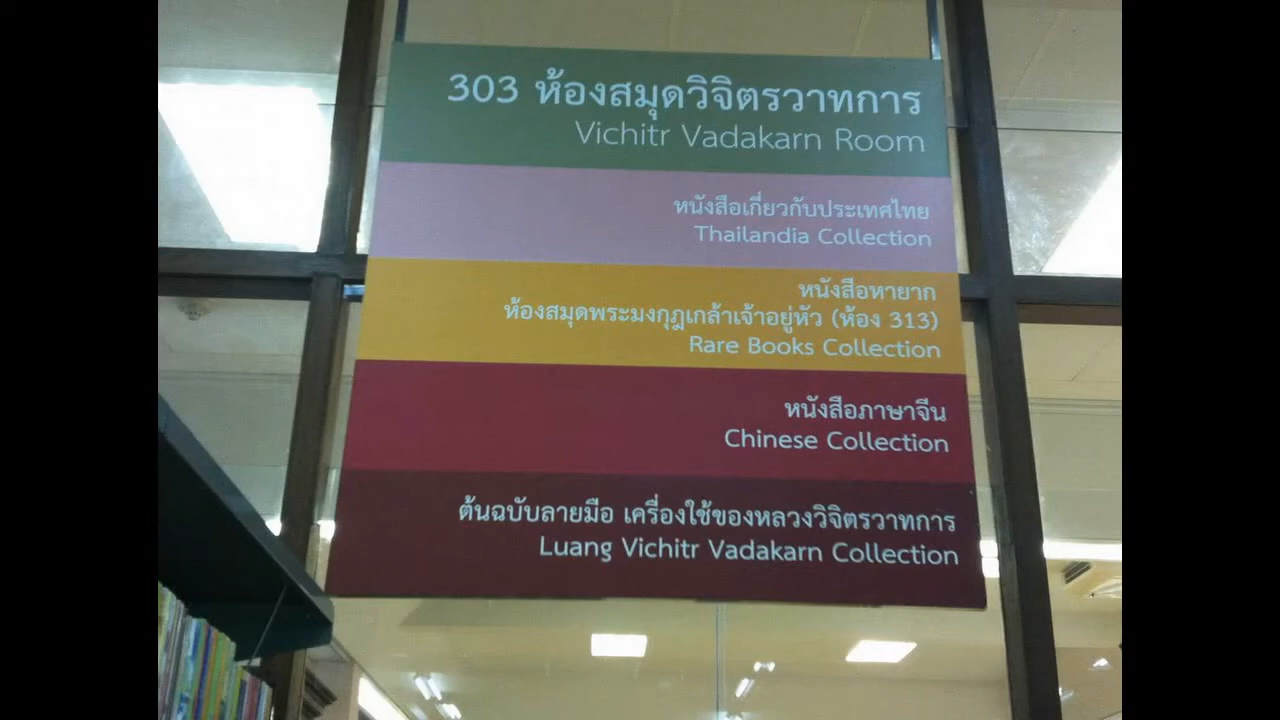 303 ห้องสมุดวิจิตรวาทการ
Vichitr Vadakarn Room
หนังสือเกี่ยวกับประเทศไทย
Thailandia Collection
หนังสือหายาก
ห้องสมุดพระมงกุฎเกล้าเจ้าอยู่หัว (ห้อง 313)
Rare Books Collection
หนังสือภาษาจีน
Chinese Collection
ต้นฉบับลายมือ เครื่องใช้ของหลวงวิจิตรวาทการ
Luang Vichitr Vadakarn Collection